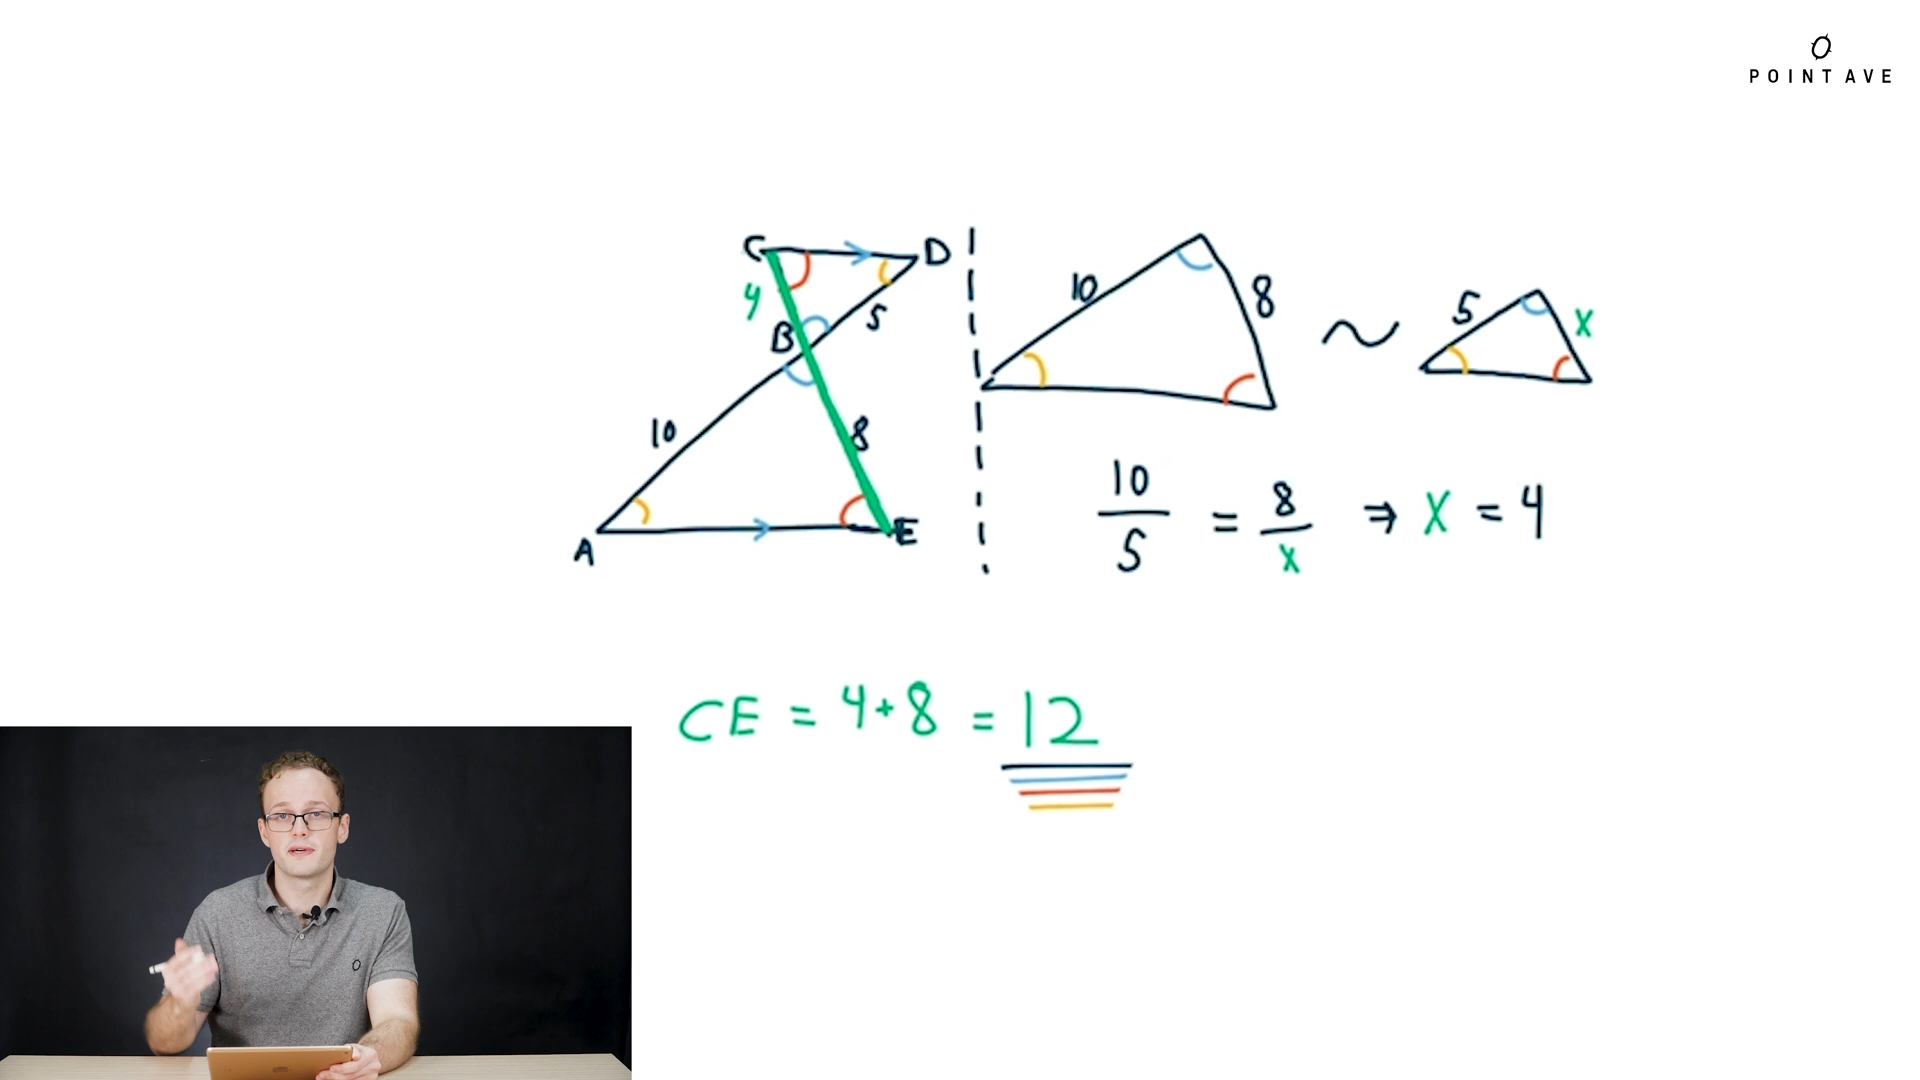 POINT AVE
C D
4
B 5
10 8
A E
10 8 ~ 5 x
10/5 = 8/x ⇒ x = 4
CE = 4+8 = 12